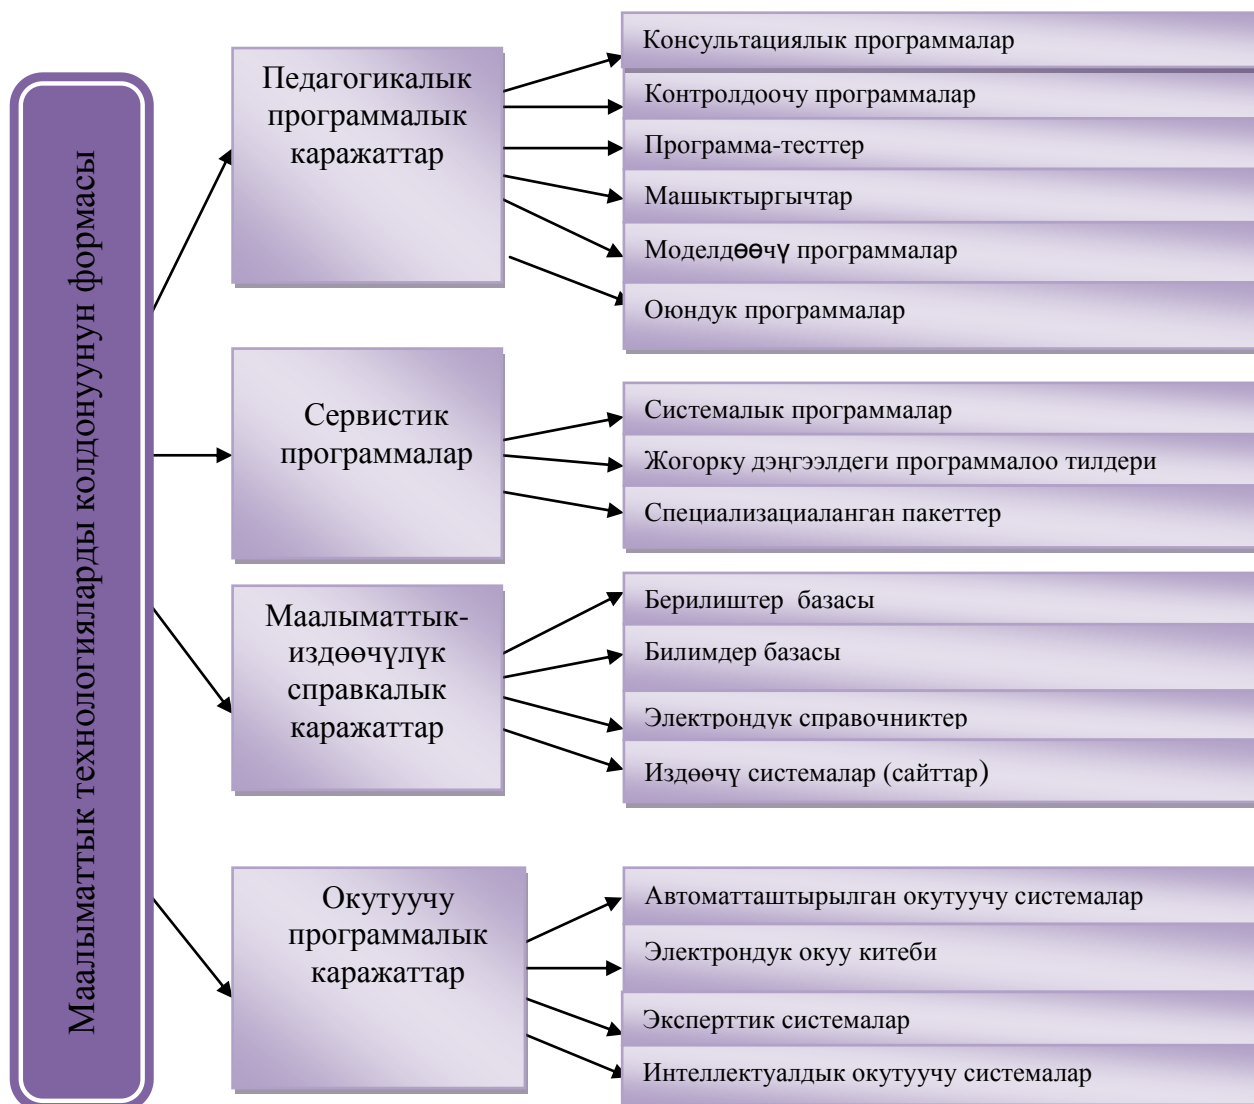 Маалыматтык технологияларды колдонуунун формасы
Педагогикалык
программалык
каражаттар
Консультациялык программалар
Контролдоочу программалар
Программа-тесттер
Машыктыргычтар
Моделдөөчү программалар
Оюндук программалар
Сервистик
программалар
Системалык программалар
Жогорку дэңгээлдеги программалоо тилдери
Специализациаланган пакеттер
Маалыматтык-
издөөчүлүк
справкалык
каражаттар
Берилиштер базасы
Билимдер базасы
Электрондук справочниктер
Издөөчү системалар (сайттар)
Окутуучу
программалык
каражаттар
Автоматташтырылган окутуучу системалар
Электрондук окуу китеби
Эксперттик системалар
Интеллектуалдык окутуучу системалар